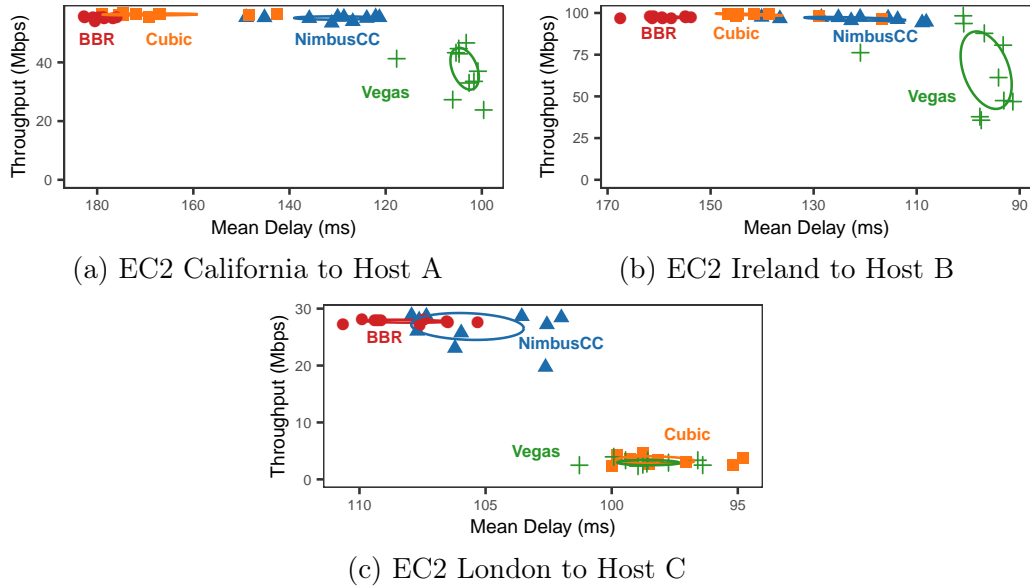 Throughput (Mbps)
40
20
0
BBR
Cubic
NimbusCC
Vegas
180
160
140
120
100
Mean Delay (ms)
(a) EC2 California to Host A
Throughput (Mbps)
100
75
50
25
0
BBR
Cubic
NimbusCC
Vegas
170
150
130
110
90
Mean Delay (ms)
(b) EC2 Ireland to Host B
Throughput (Mbps)
30
20
10
0
BBR
NimbusCC
Vegas
Cubic
110
105
100
95
Mean Delay (ms)
(c) EC2 London to Host C